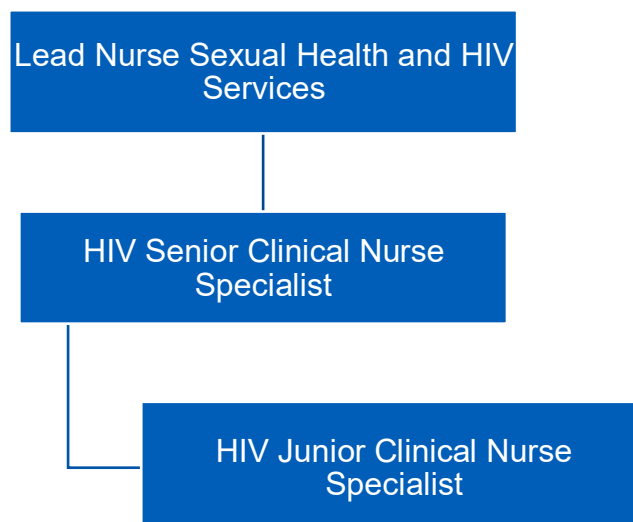 Lead Nurse Sexual Health and HIV
Services
HIV Senior Clinical Nurse
Specialist
HIV Junior Clinical Nurse
Specialist